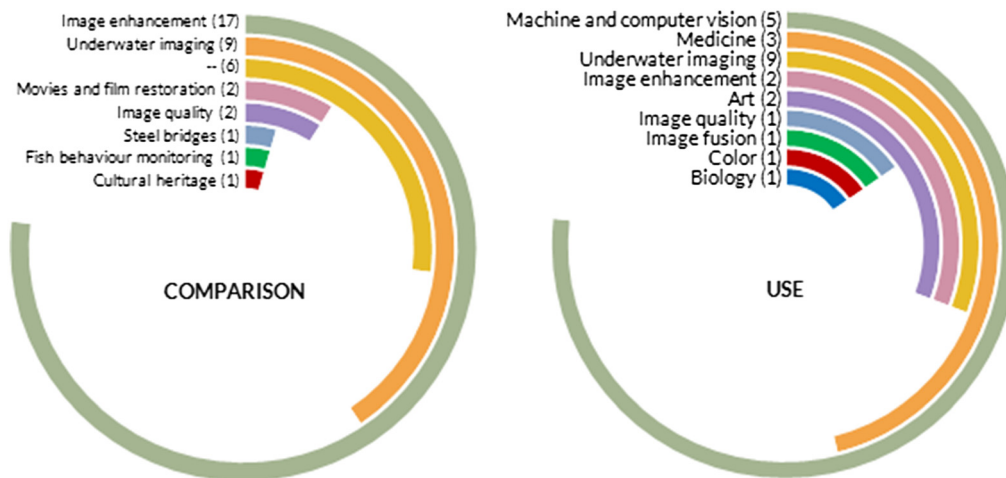 Image enhancement (17)
Underwater imaging (9)
-- (6)
Movies and film restoration (2)
Image quality (2)
Steel bridges (1)
Fish behaviour monitoring (1)
Cultural heritage (1)
COMPARISON
Machine and computer vision (5)
Medicine (3)
Underwater imaging (9)
Image enhancement (2)
Art (2)
Image quality (1)
Image fusion (1)
Color (1)
Biology (1)
USE